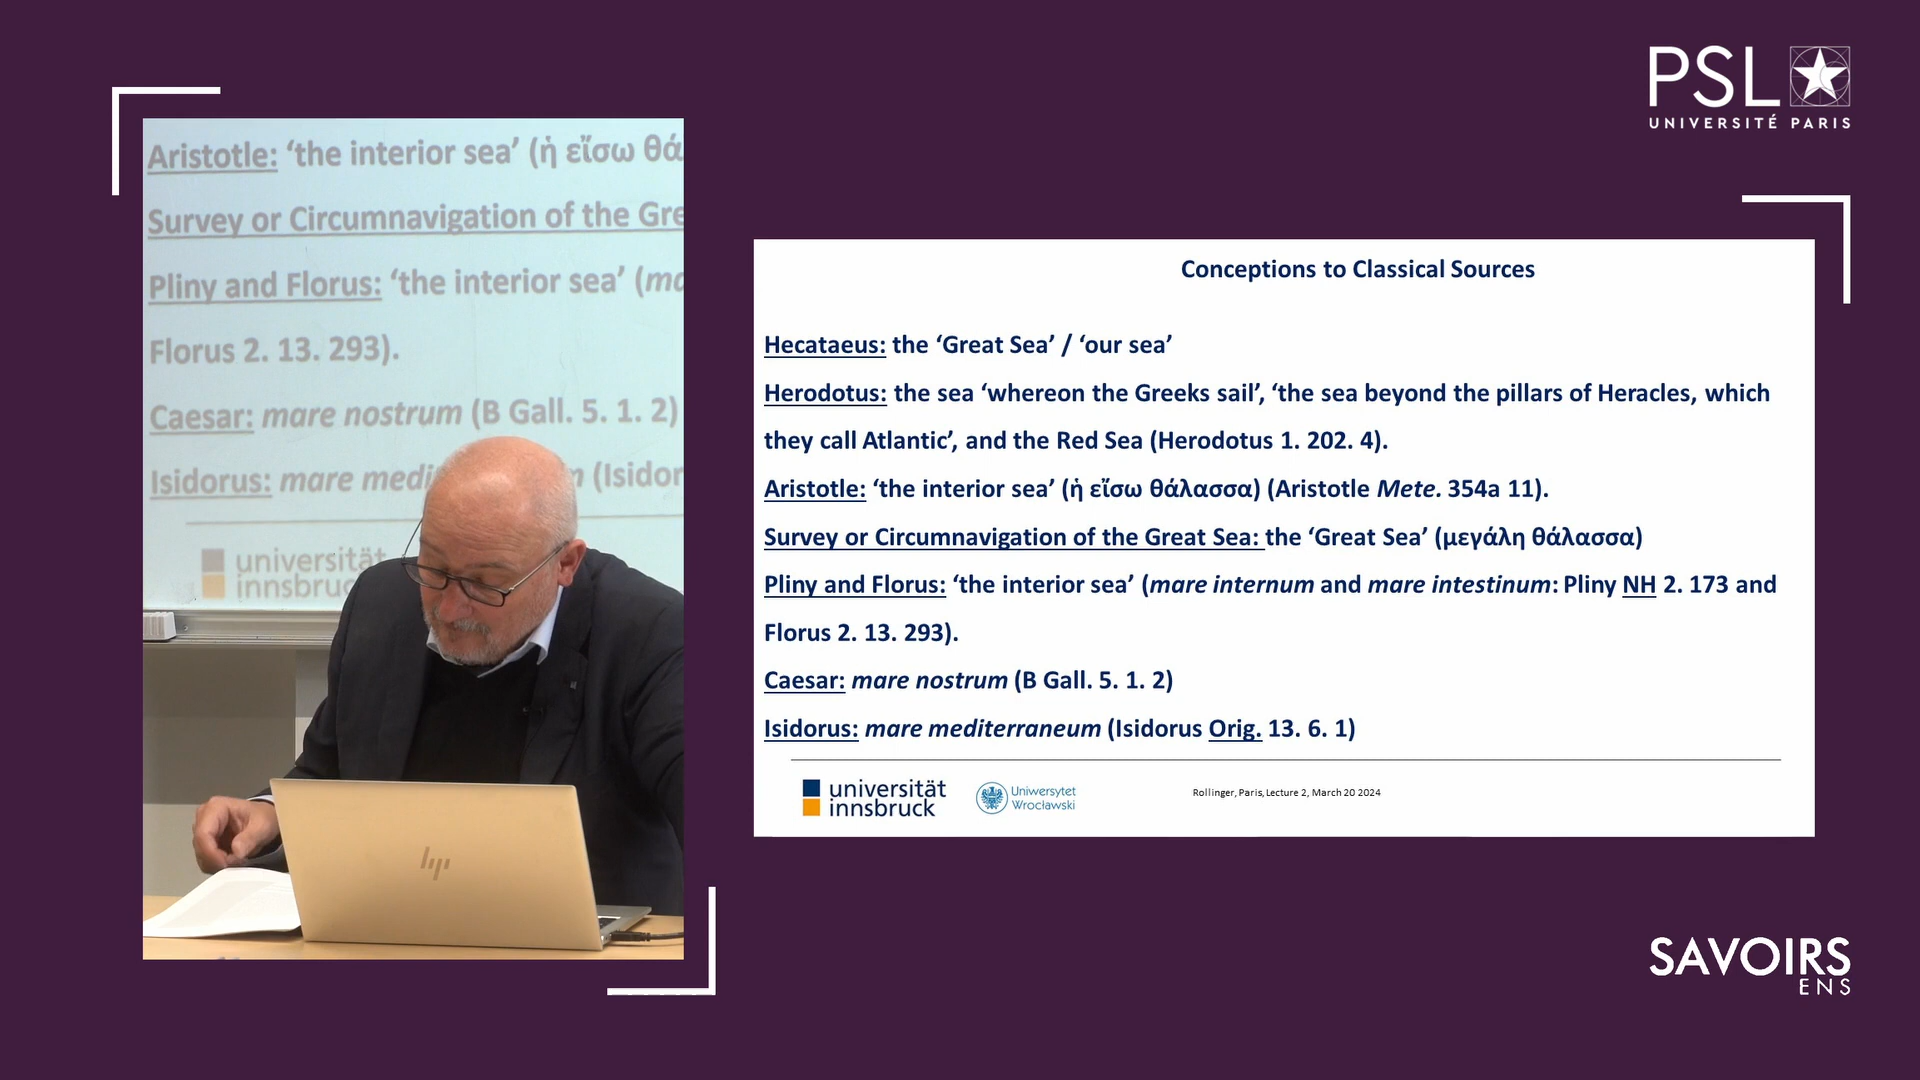 PSL
UNIVERSITÉ PARIS
Aristotle: ‘the interior sea’ (ἡ εἴσω θά
Survey or Circumnavigation of the Gre
Pliny and Florus: ‘the interior sea’ (ma
Florus 2. 13. 293).
Caesar: mare nostrum (B Gall. 5. 1. 2)
Isidorus: mare medi (Isidor
universität
innsbruc
hp
Conceptions to Classical Sources
Hecataeus: the ‘Great Sea’ / ‘our sea’
Herodotus: the sea ‘whereon the Greeks sail’, ‘the sea beyond the pillars of Heracles, which
they call Atlantic’, and the Red Sea (Herodotus 1. 202. 4).
Aristotle: ‘the interior sea’ (ἡ εἴσω θάλασσα) (Aristotle Mete. 354a 11).
Survey or Circumnavigation of the Great Sea: the ‘Great Sea’ (μεγάλη θάλασσα)
Pliny and Florus: ‘the interior sea’ (mare internum and mare intestinum: Pliny NH 2. 173 and
Florus 2. 13. 293).
Caesar: mare nostrum (B Gall. 5. 1. 2)
Isidorus: mare mediterraneum (Isidorus Orig. 13. 6. 1)
universität
innsbruck
Uniwersytet
Wrocławski
Rollinger, Paris, Lecture 2, March 20 2024
SAVOIRS
ENS